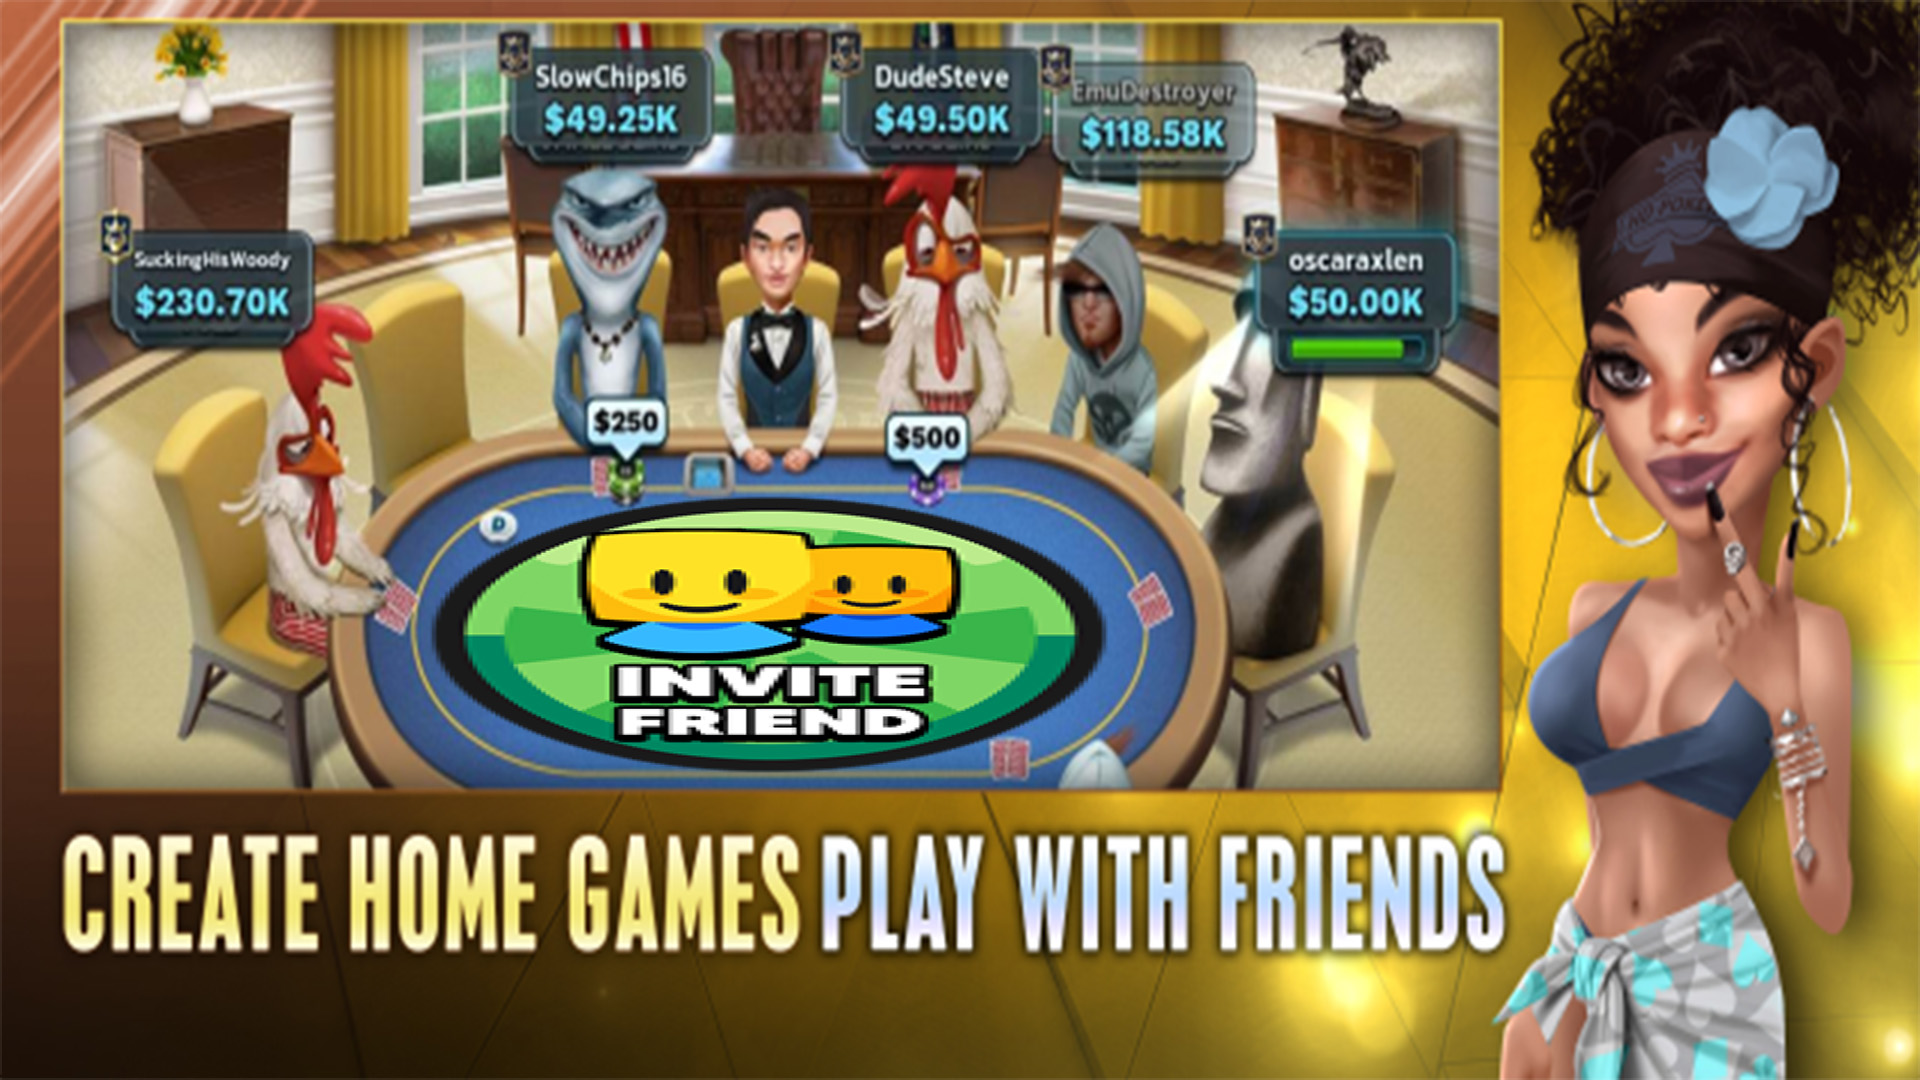 SlowChips16
$49.25K
DudeSteve
$49.50K
EmuDestroyer
$118.58K
SuckingHisWoody
$230.70K
oscaraxlen
$50.00K
$250
$500
D
INVITE
FRIEND
CREATE HOME GAMES PLAY WITH FRIENDS